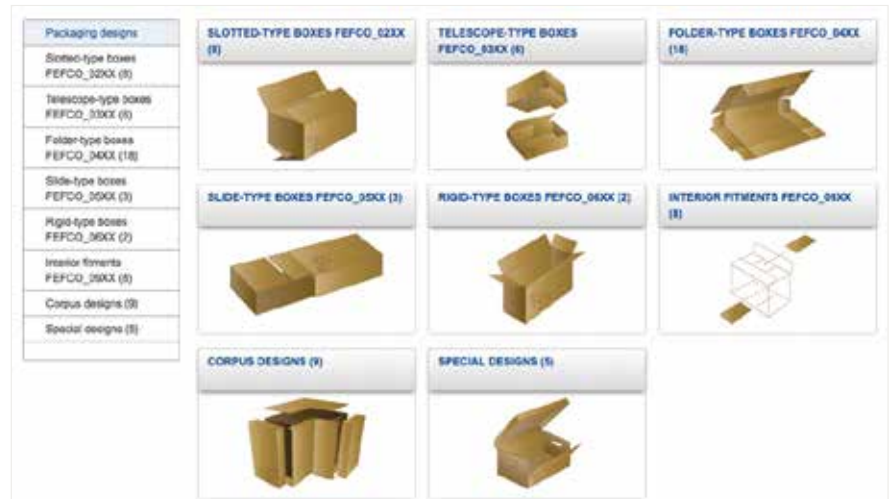 Packaging designs
Slotted-type boxes
FEFCO_02XX (8)
Telescope-type boxes
FEFCO_03XX (6)
Folder-type boxes
FEFCO_04XX (18)
Slide-type boxes
FEFCO_05XX (3)
Rigid-type boxes
FEFCO_06XX (2)
Interior fitments
FEFCO_09XX (8)
Corpus designs (9)
Special designs (5)
SLOTTED-TYPE BOXES FEFCO_02XX
(8)
TELESCOPE-TYPE BOXES
FEFCO_03XX (6)
FOLDER-TYPE BOXES FEFCO_04XX
(18)
SLIDE-TYPE BOXES FEFCO_05XX (3)
RIGID-TYPE BOXES FEFCO_06XX (2)
INTERIOR FITMENTS FEFCO_09XX
(8)
CORPUS DESIGNS (9)
SPECIAL DESIGNS (5)